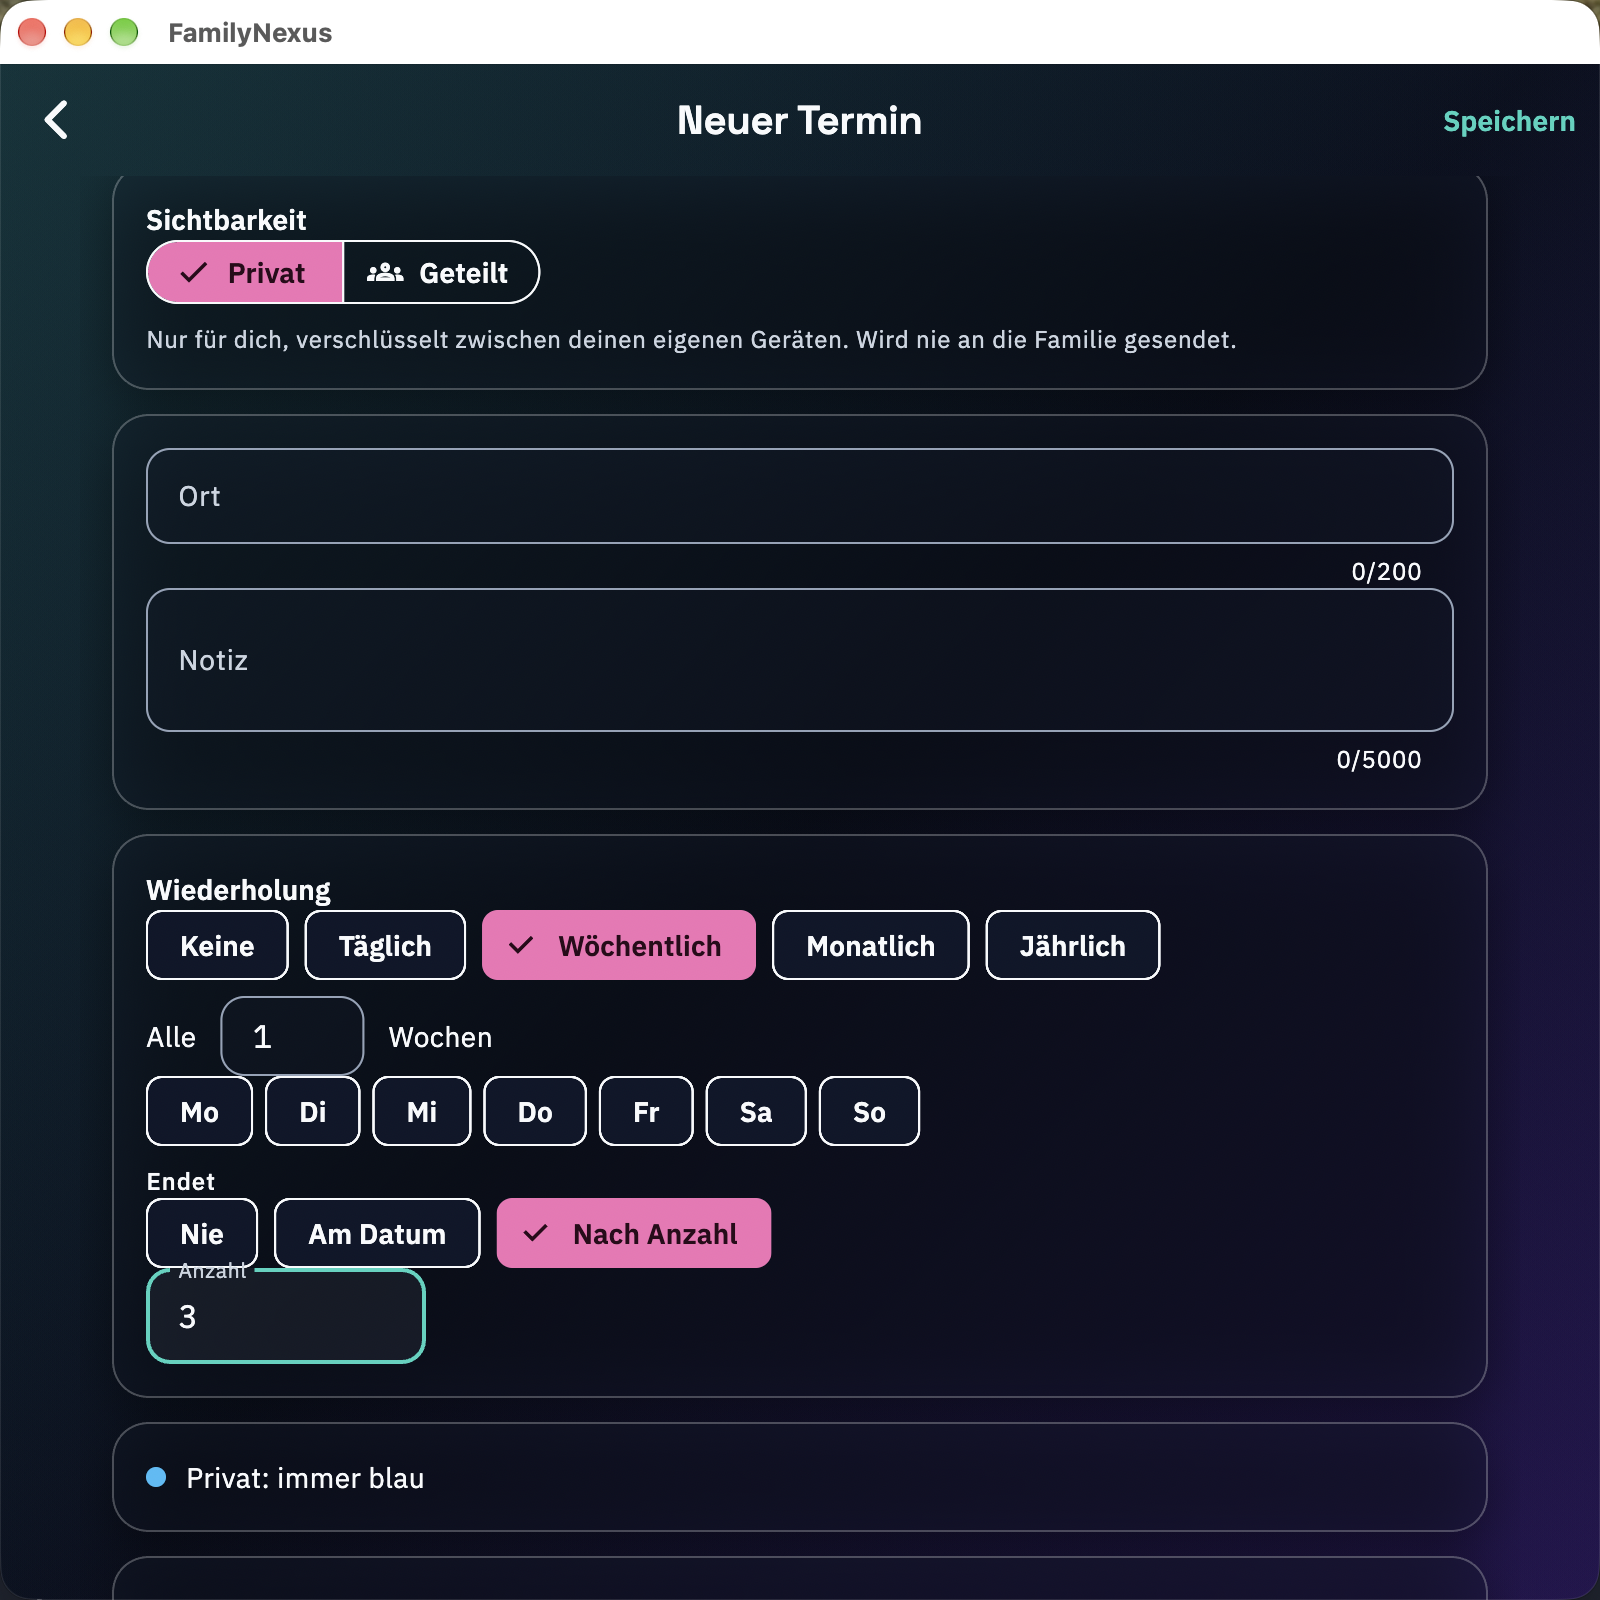 FamilyNexus
Neuer Termin
Speichern
Sichtbarkeit
Privat
Geteilt
Nur für dich, verschlüsselt zwischen deinen eigenen Geräten. Wird nie an die Familie gesendet.
Ort
0/200
Notiz
0/5000
Wiederholung
Keine
Täglich
Wöchentlich
Monatlich
Jährlich
Alle 1 Wochen
Mo
Di
Mi
Do
Fr
Sa
So
Endet
Nie
Am Datum
Nach Anzahl
Anzahl
3
Privat: immer blau